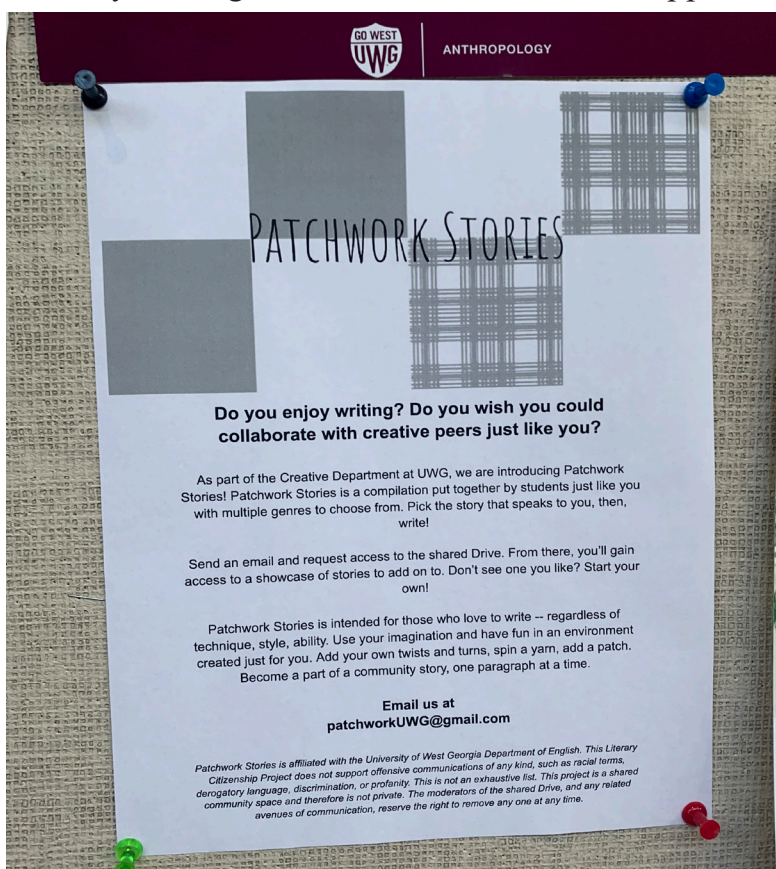 GO WEST
UWG
ANTHROPOLOGY
PATCHWORK STORIES
Do you enjoy writing? Do you wish you could
collaborate with creative peers just like you?
As part of the Creative Department at UWG, we are introducing Patchwork
Stories! Patchwork Stories is a compilation put together by students just like you
with multiple genres to choose from. Pick the story that speaks to you, then,
write!
Send an email and request access to the shared Drive. From there, you'll gain
access to a showcase of stories to add on to. Don't see one you like? Start your
own!
Patchwork Stories is intended for those who love to write -- regardless of
technique, style, ability. Use your imagination and have fun in an environment
created just for you. Add your own twists and turns, spin a yarn, add a patch.
Become a part of a community story, one paragraph at a time.
Email us at
patchworkUWG@gmail.com
Patchwork Stories is affiliated with the University of West Georgia Department of English. This Literary
Citizenship Project does not support offensive communications of any kind, such as racial terms,
derogatory language, discrimination, or profanity. This is not an exhaustive list. This project is a shared
community space and therefore is not private. The moderators of the shared Drive, and any related
avenues of communication, reserve the right to remove any one at any time.